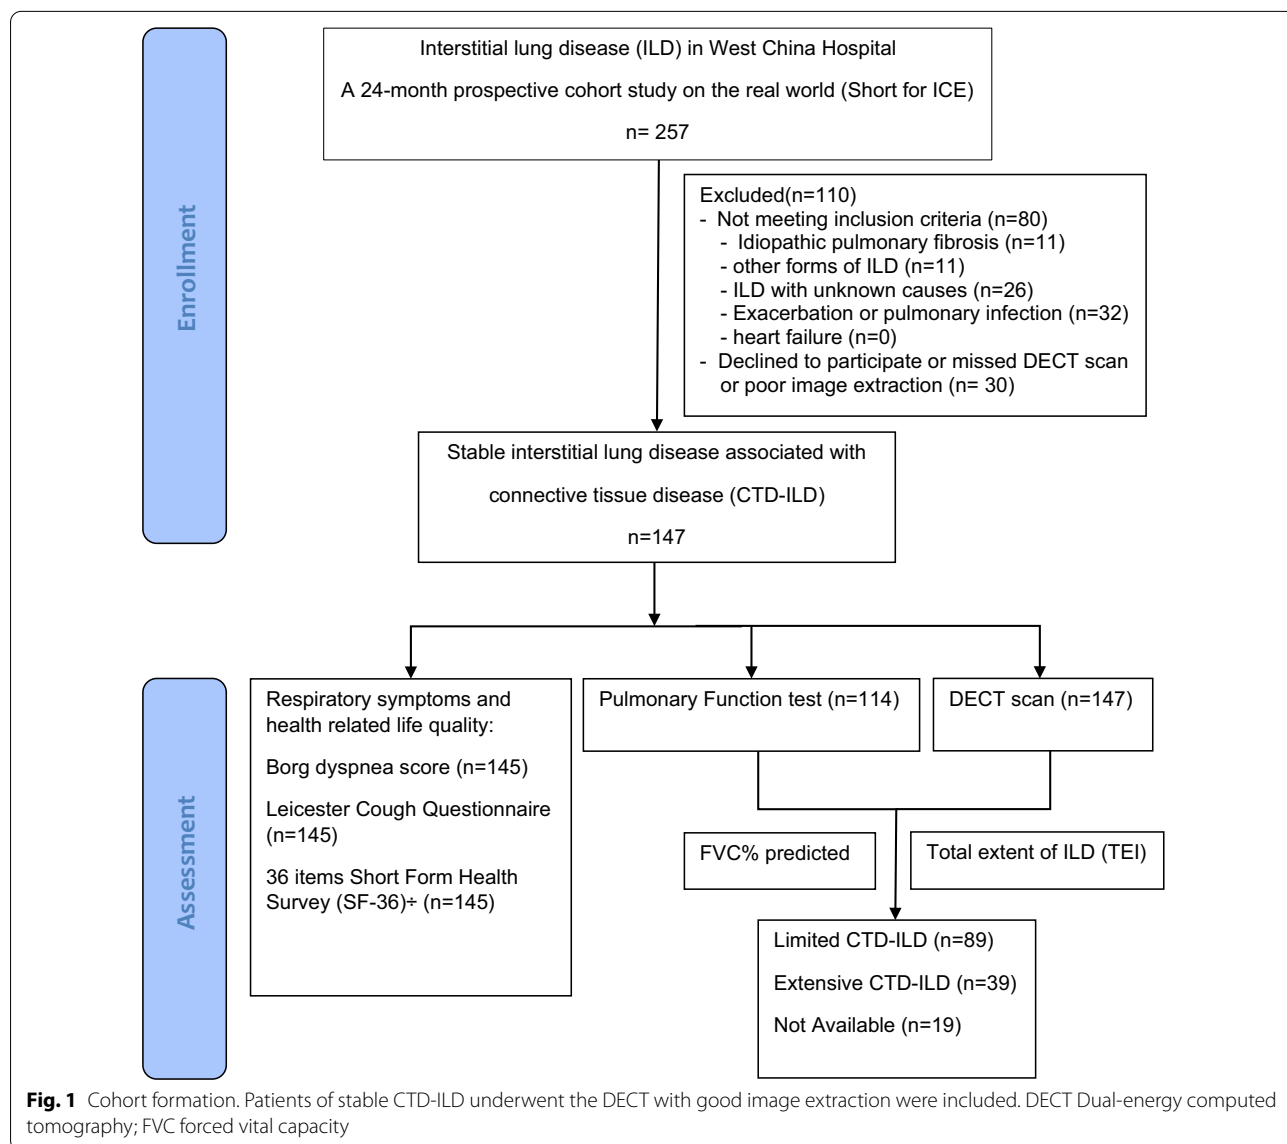 Enrollment
Interstitial lung disease (ILD) in West China Hospital
A 24-month prospective cohort study on the real world (Short for ICE)
n= 257
Excluded(n=110)
- Not meeting inclusion criteria (n=80)
- Idiopathic pulmonary fibrosis (n=11)
- other forms of ILD (n=11)
- ILD with unknown causes (n=26)
- Exacerbation or pulmonary infection (n=32)
- heart failure (n=0)
- Declined to participate or missed DECT scan
or poor image extraction (n= 30)
Stable interstitial lung disease associated with
connective tissue disease (CTD-ILD)
n=147
Assessment
Respiratory symptoms and
health related life quality:
Borg dyspnea score (n=145)
Leicester Cough Questionnaire
(n=145)
36 items Short Form Health
Survey (SF-36)÷ (n=145)
Pulmonary Function test (n=114)
DECT scan (n=147)
FVC% predicted
Total extent of ILD (TEI)
Limited CTD-ILD (n=89)
Extensive CTD-ILD (n=39)
Not Available (n=19)
Fig. 1 Cohort formation. Patients of stable CTD-ILD underwent the DECT with good image extraction were included. DECT Dual-energy computed
tomography; FVC forced vital capacity